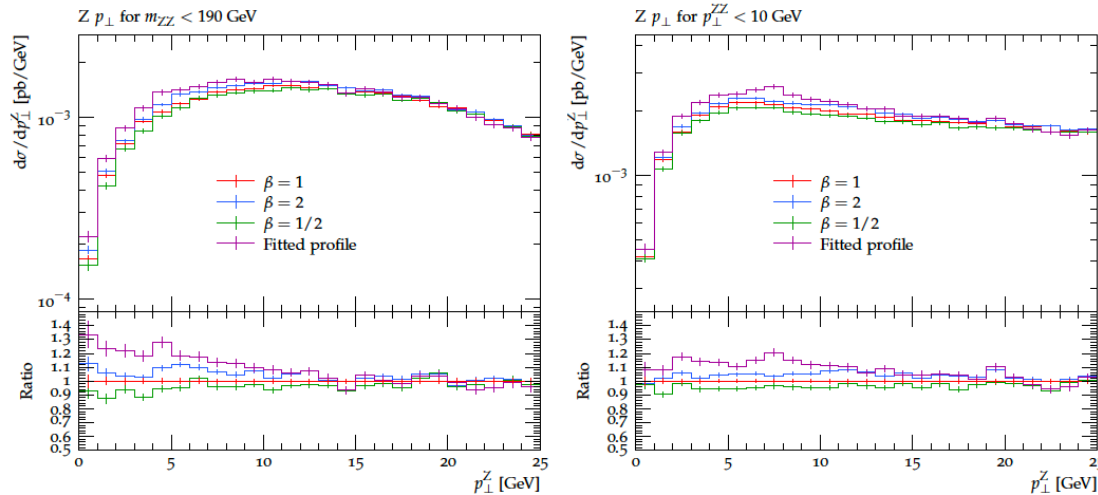 Z p⊥ for mZZ < 190 GeV
dσ/dp⊥^Z [pb/GeV]
10^−3
10^−4
β = 1
β = 2
β = 1/2
Fitted profile
Ratio
1.4
1.3
1.2
1.1
1
0.9
0.8
0.7
0.6
0.5
0 5 10 15 20 25
p⊥^Z [GeV]
Z p⊥ for p⊥^ZZ < 10 GeV
dσ/dp⊥^Z [pb/GeV]
10^−3
β = 1
β = 2
β = 1/2
Fitted profile
Ratio
1.4
1.3
1.2
1.1
1
0.9
0.8
0.7
0.6
0.5
0 5 10 15 20 25
p⊥^Z [GeV]